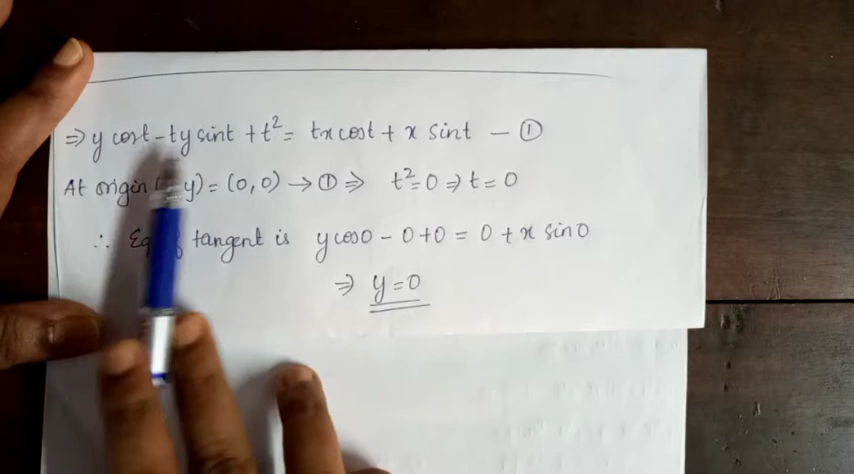 ⇒ y cost - ty sint + t² = tx cost + x sint - ①
At origin y) = (0,0) → ① ⇒ t² = 0 ⇒ t = 0
∴ tangent is y cos0 - 0 + 0 = 0 + x sin0
⇒ y = 0